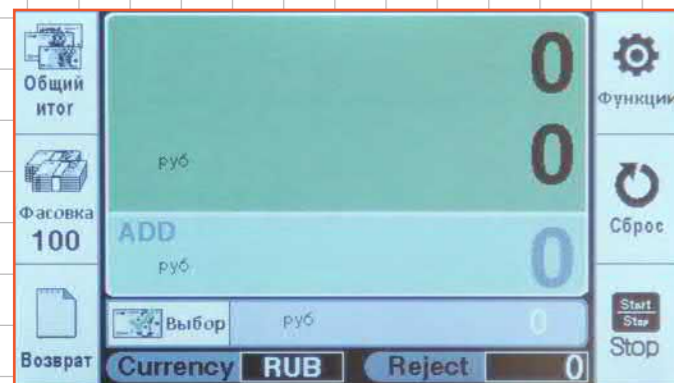 Общий
итог
Фасовка
100
Возврат
0
руб 0
ADD
руб 0
Выбор руб 0
Currency RUB Reject 0
Функции
Сброс
Start
Stop
Stop